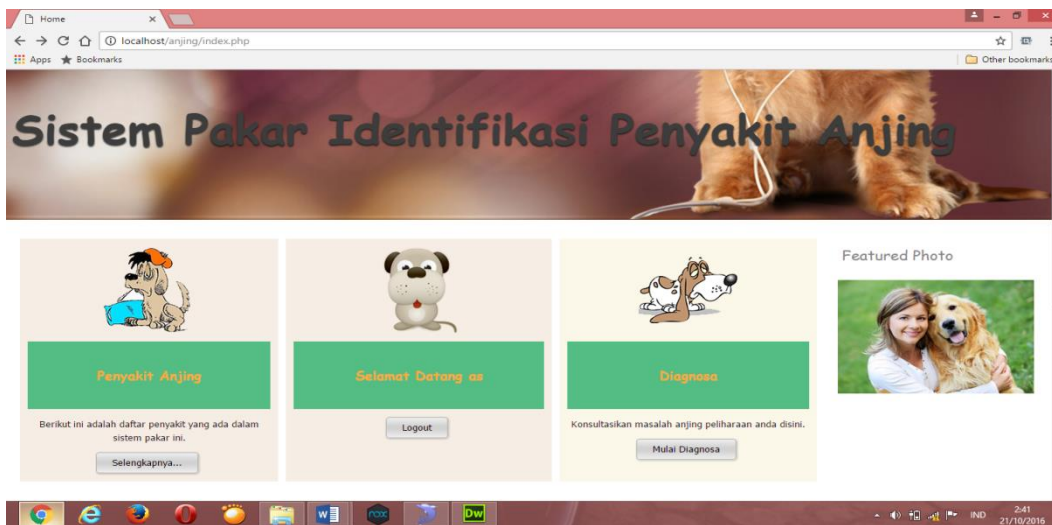 Home
localhost/anjing/index.php
Apps Bookmarks Other bookmarks
Sistem Pakar Identifikasi Penyakit Anjing
Featured Photo
Penyakit Anjing
Berikut ini adalah daftar penyakit yang ada dalam
sistem pakar ini.
Selengkapnya...
Selamat Datang as
Logout
Diagnosa
Konsultasikan masalah anjing peliharaan anda disini.
Mulai Diagnosa
W
nox
Dw
IND
2:41
21/10/2016